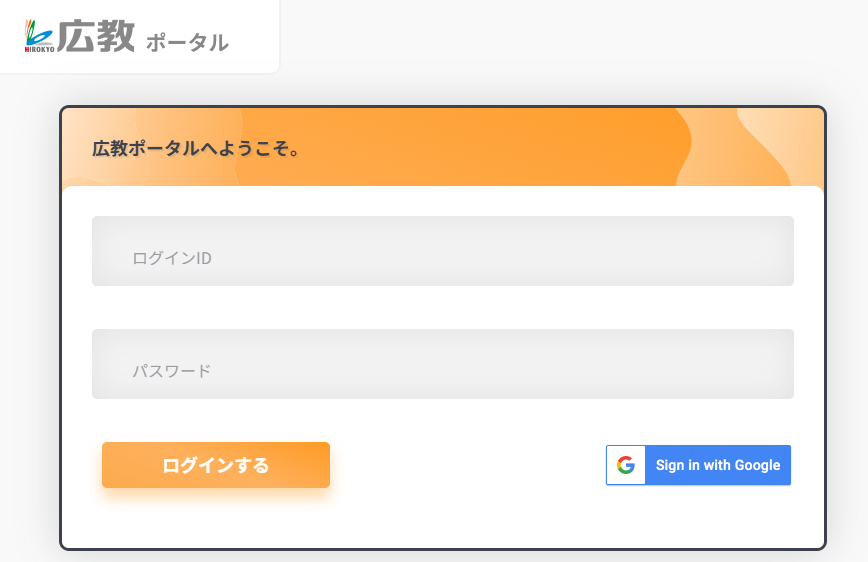 HIROKYO 広教 ポータル
広教ポータルへようこそ。
ログインID
パスワード
ログインする
Sign in with Google